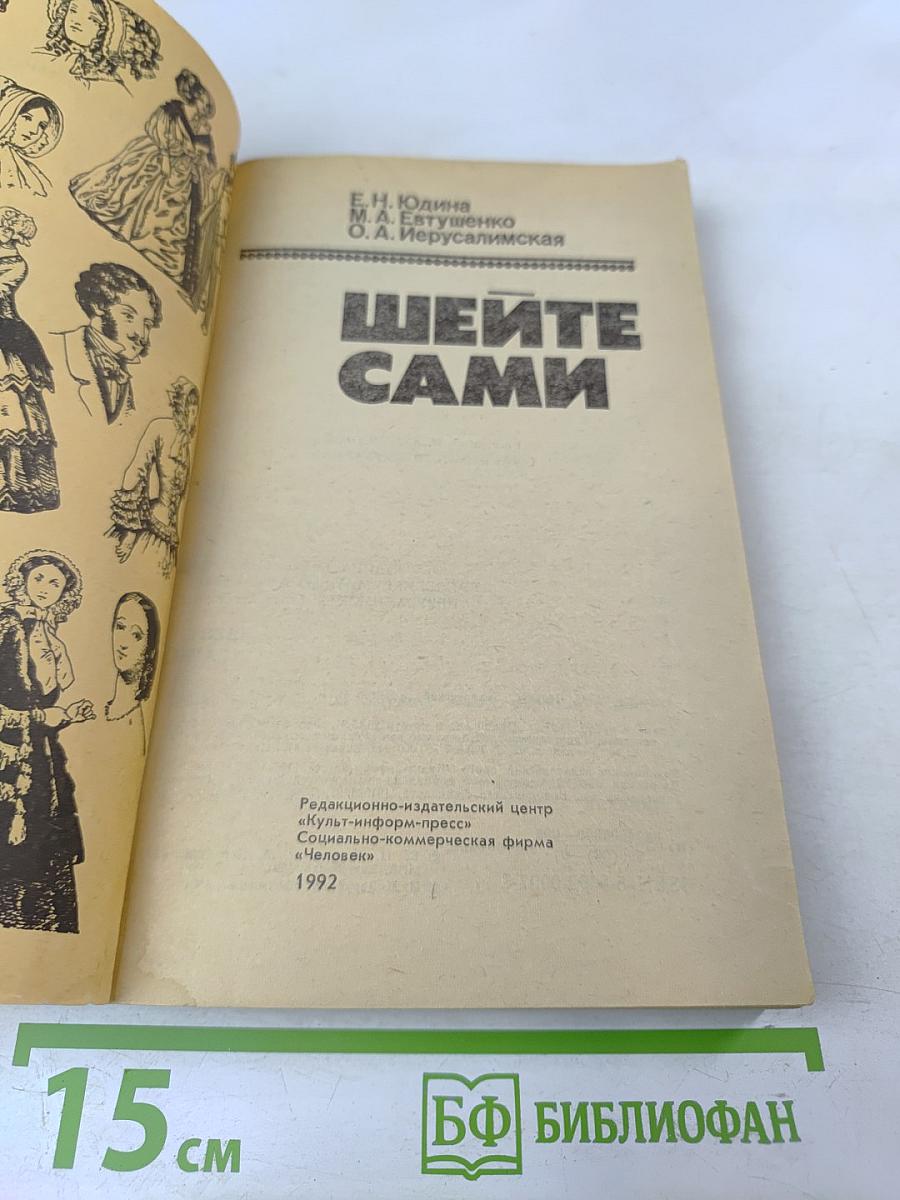 Е. Н. Юдина
М. А. Евтушенко
О. А. Иерусалимская
ШЕЙТЕ
САМИ
Редакционно-издательский центр
«Культ-информ-пресс»
Социально-коммерческая фирма
«Человек»
1992
15 см
БФ БИБЛИОФАН